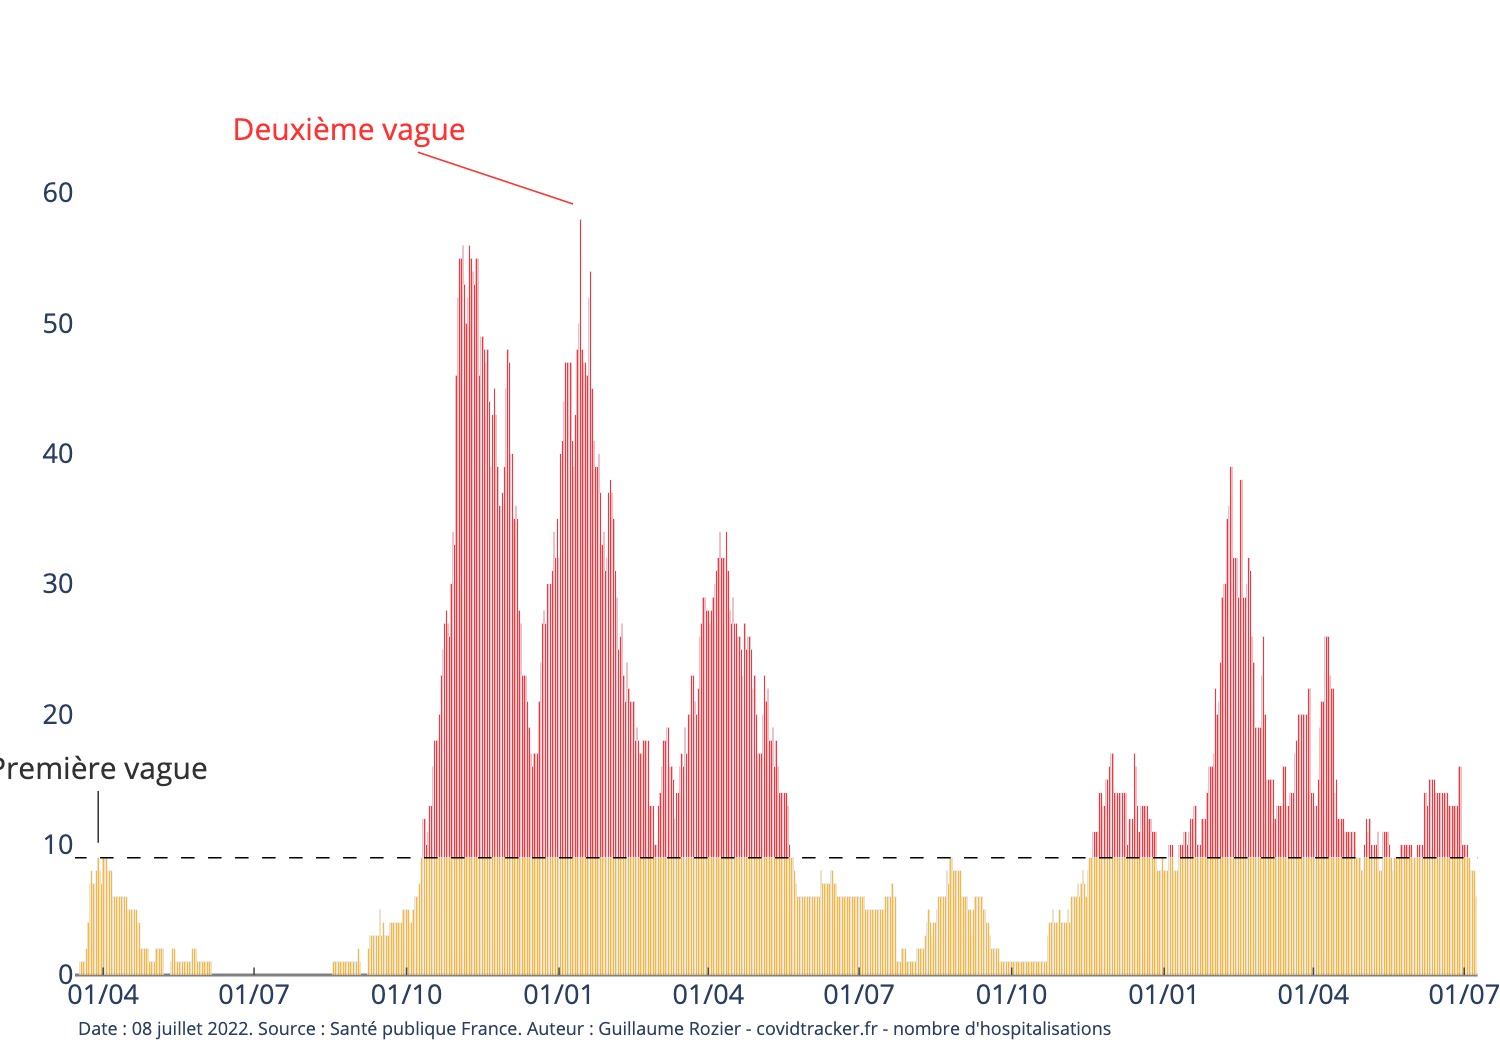 Deuxième vague
60
50
40
30
20
Première vague
10
0
01/04 01/07 01/10 01/01 01/04 01/07 01/10 01/01 01/04 01/07
Date : 08 juillet 2022. Source : Santé publique France. Auteur : Guillaume Rozier - covidtracker.fr - nombre d'hospitalisations